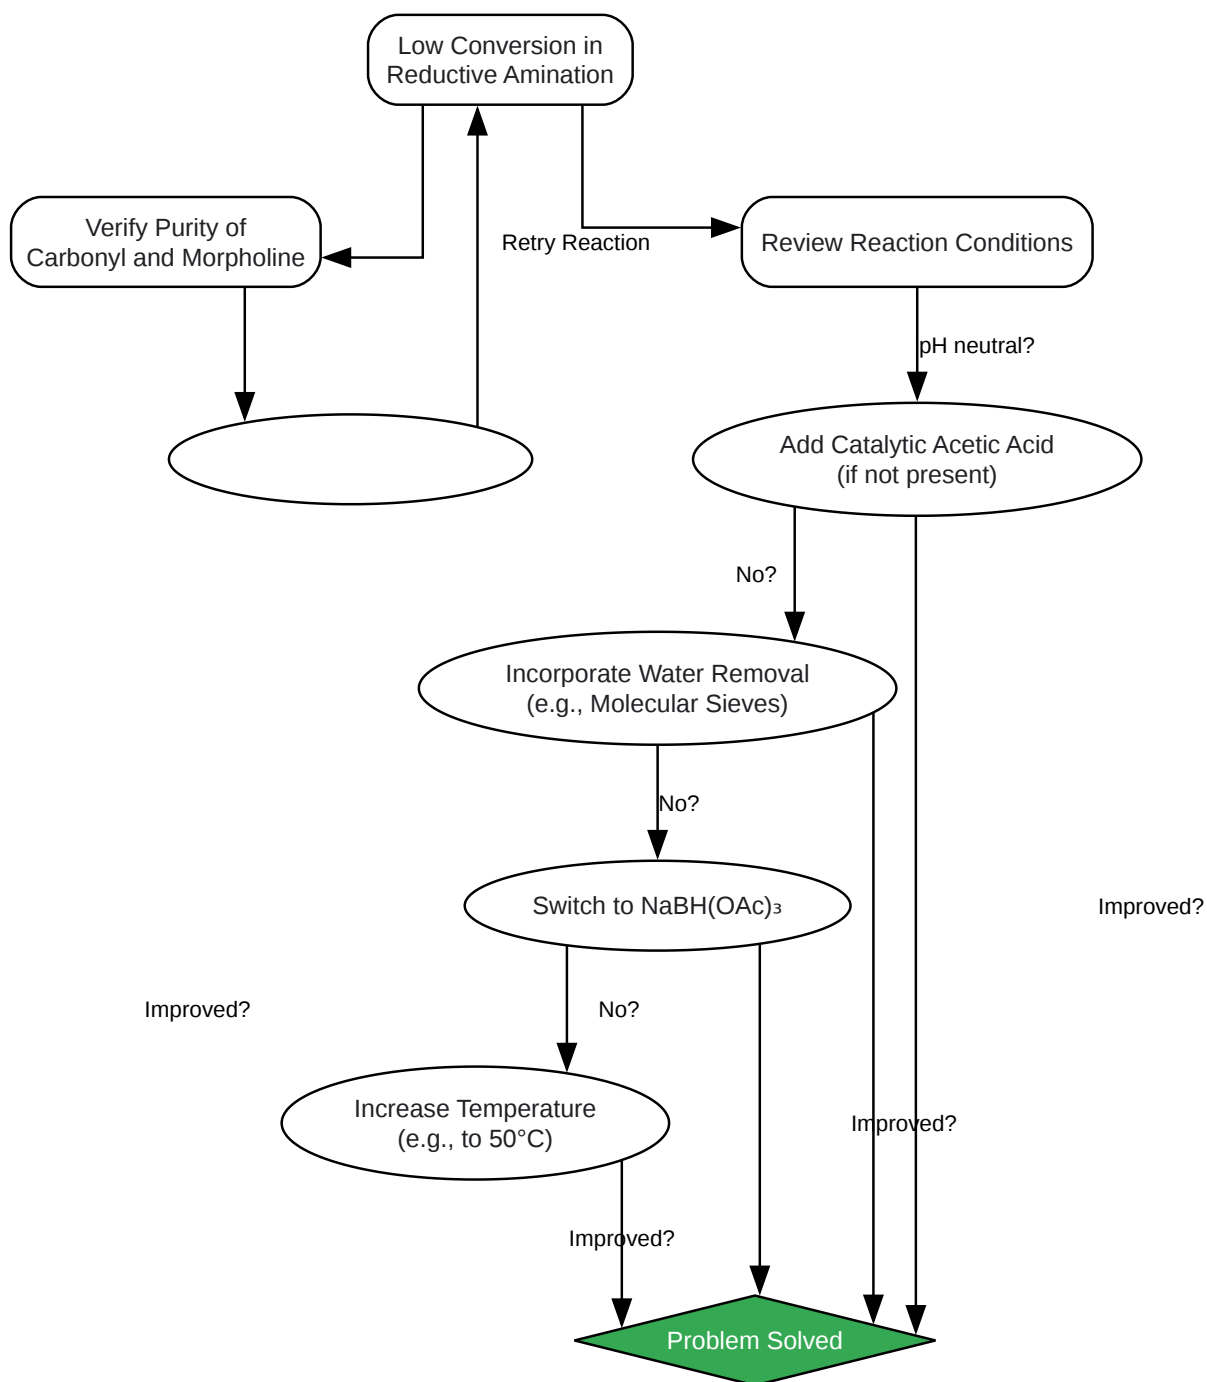 Low Conversion in
Reductive Amination
Verify Purity of
Carbonyl and Morpholine
Retry Reaction
Review Reaction Conditions
pH neutral?
Add Catalytic Acetic Acid
(if not present)
No?
Incorporate Water Removal
(e.g., Molecular Sieves)
No?
Switch to NaBH(OAc)₃
Improved?
Improved?
No?
Increase Temperature
(e.g., to 50°C)
Improved?
Improved?
Problem Solved